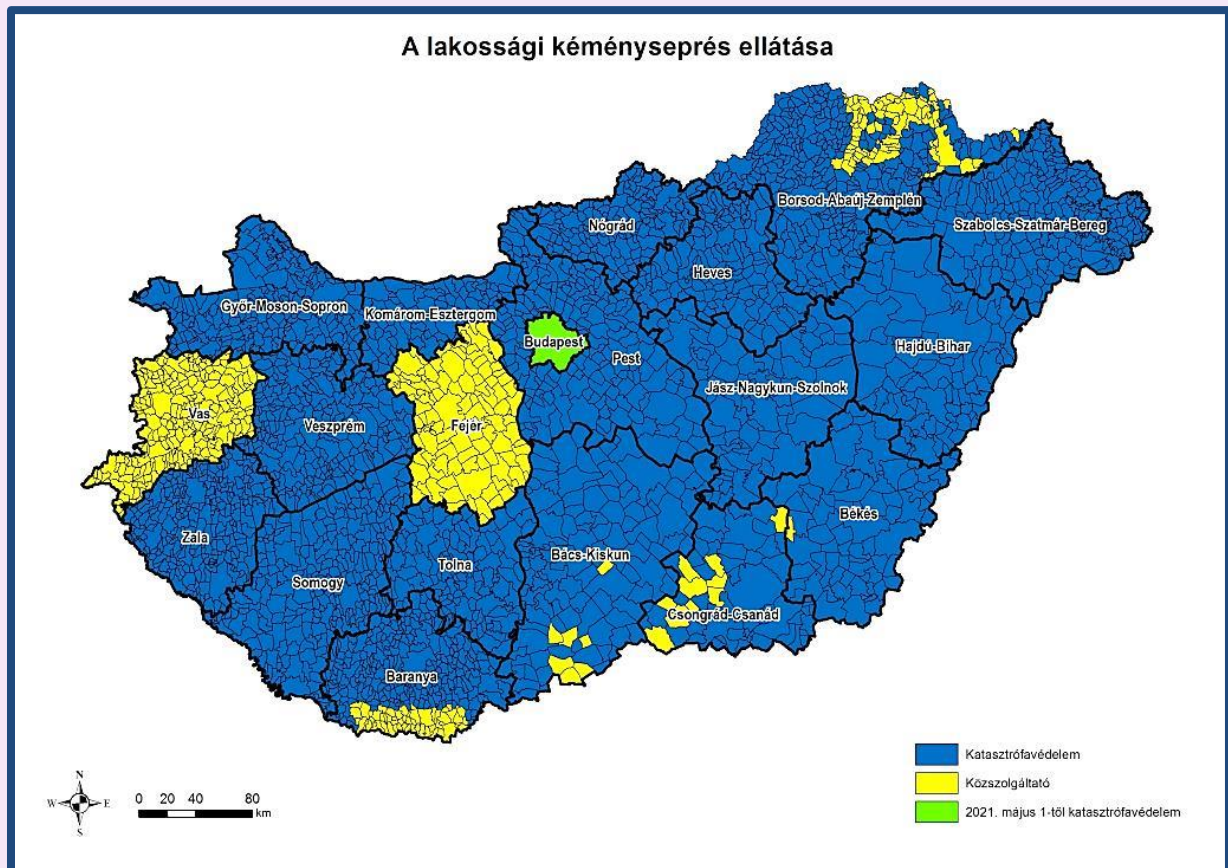 A lakossági kéményseprés ellátása
Borsod-Abaúj-Zemplén
Nógrád
Szabolcs-Szatmár-Bereg
Heves
Győr-Moson-Sopron
Komárom-Esztergom
Budapest
Pest
Hajdú-Bihar
Jász-Nagykun-Szolnok
Vas
Veszprém
Fejér
Békés
Zala
Tolna
Bács-Kiskun
Somogy
Csongrád-Csanád
Baranya
Katasztrófavédelem
Közszolgáltató
2021. május 1-től katasztrófavédelem
N
W E
S
0 20 40 80
km